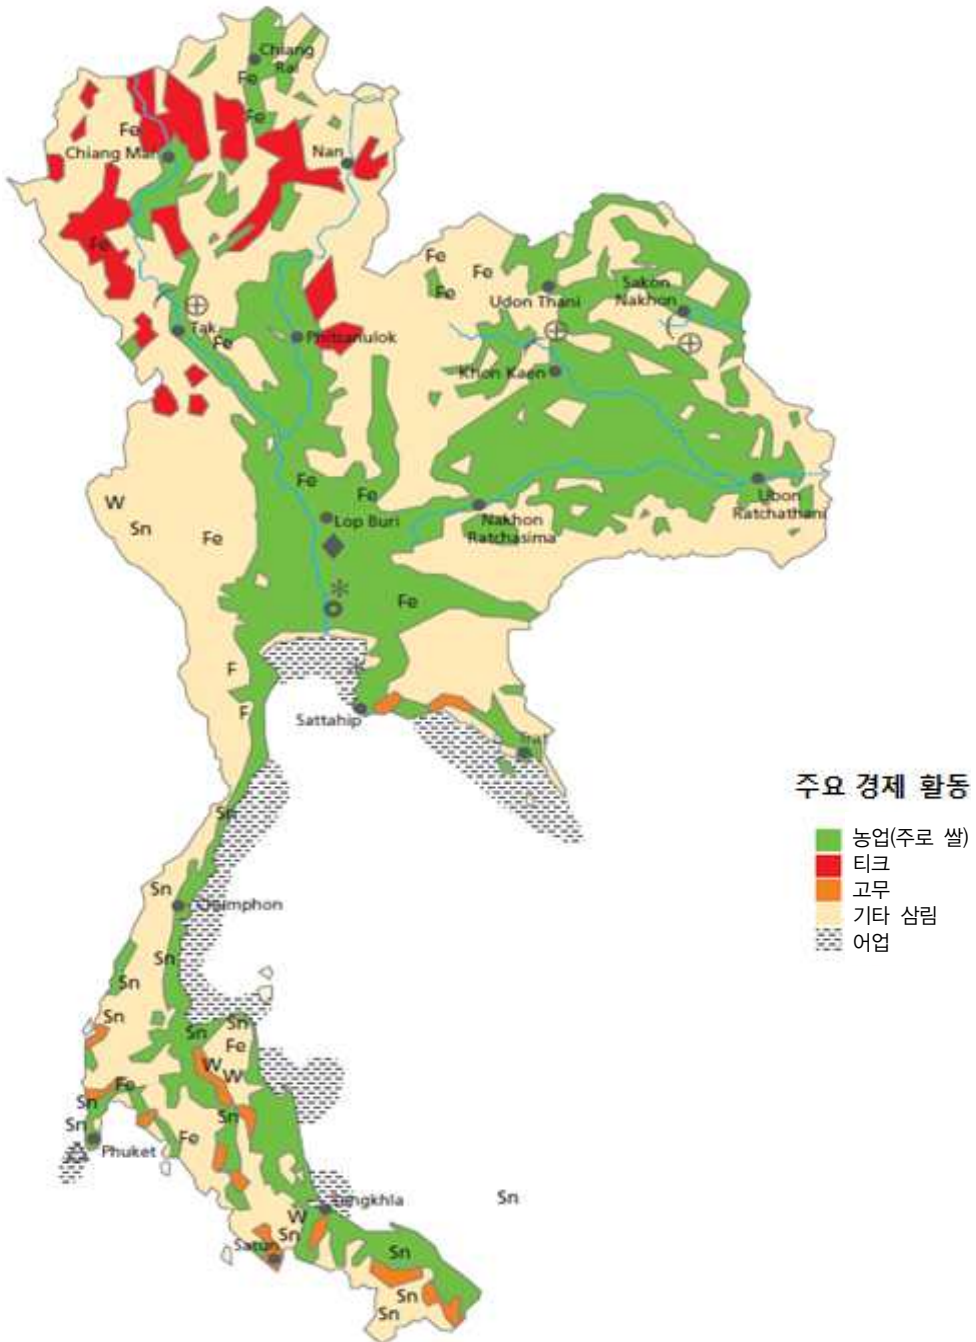 Chiang
Rai
Fe
Fe
Fe
Chiang Mai
Nan
Fe
Fe
Fe
Fe
Udon Thani
Sakon
Nakhon
Tak
Fe
Phitsanulok
Khon Kaen
Fe
Fe
W
Sn
Fe
Lop Buri
Nakhon
Ratchasima
Ubon
Ratchathani
Fe
F
F
Sattahip
주요 경제 활동
농업(주로 쌀)
티크
고무
기타 삼림
어업
Sn
Sn
Sn
Sn
Sn
Sn
Sn
Fe
W
W
Fe
Sn
Sn
Sn
Phuket
Fe
Sn
W
Sn
Satun
Sn
Sn
Sn